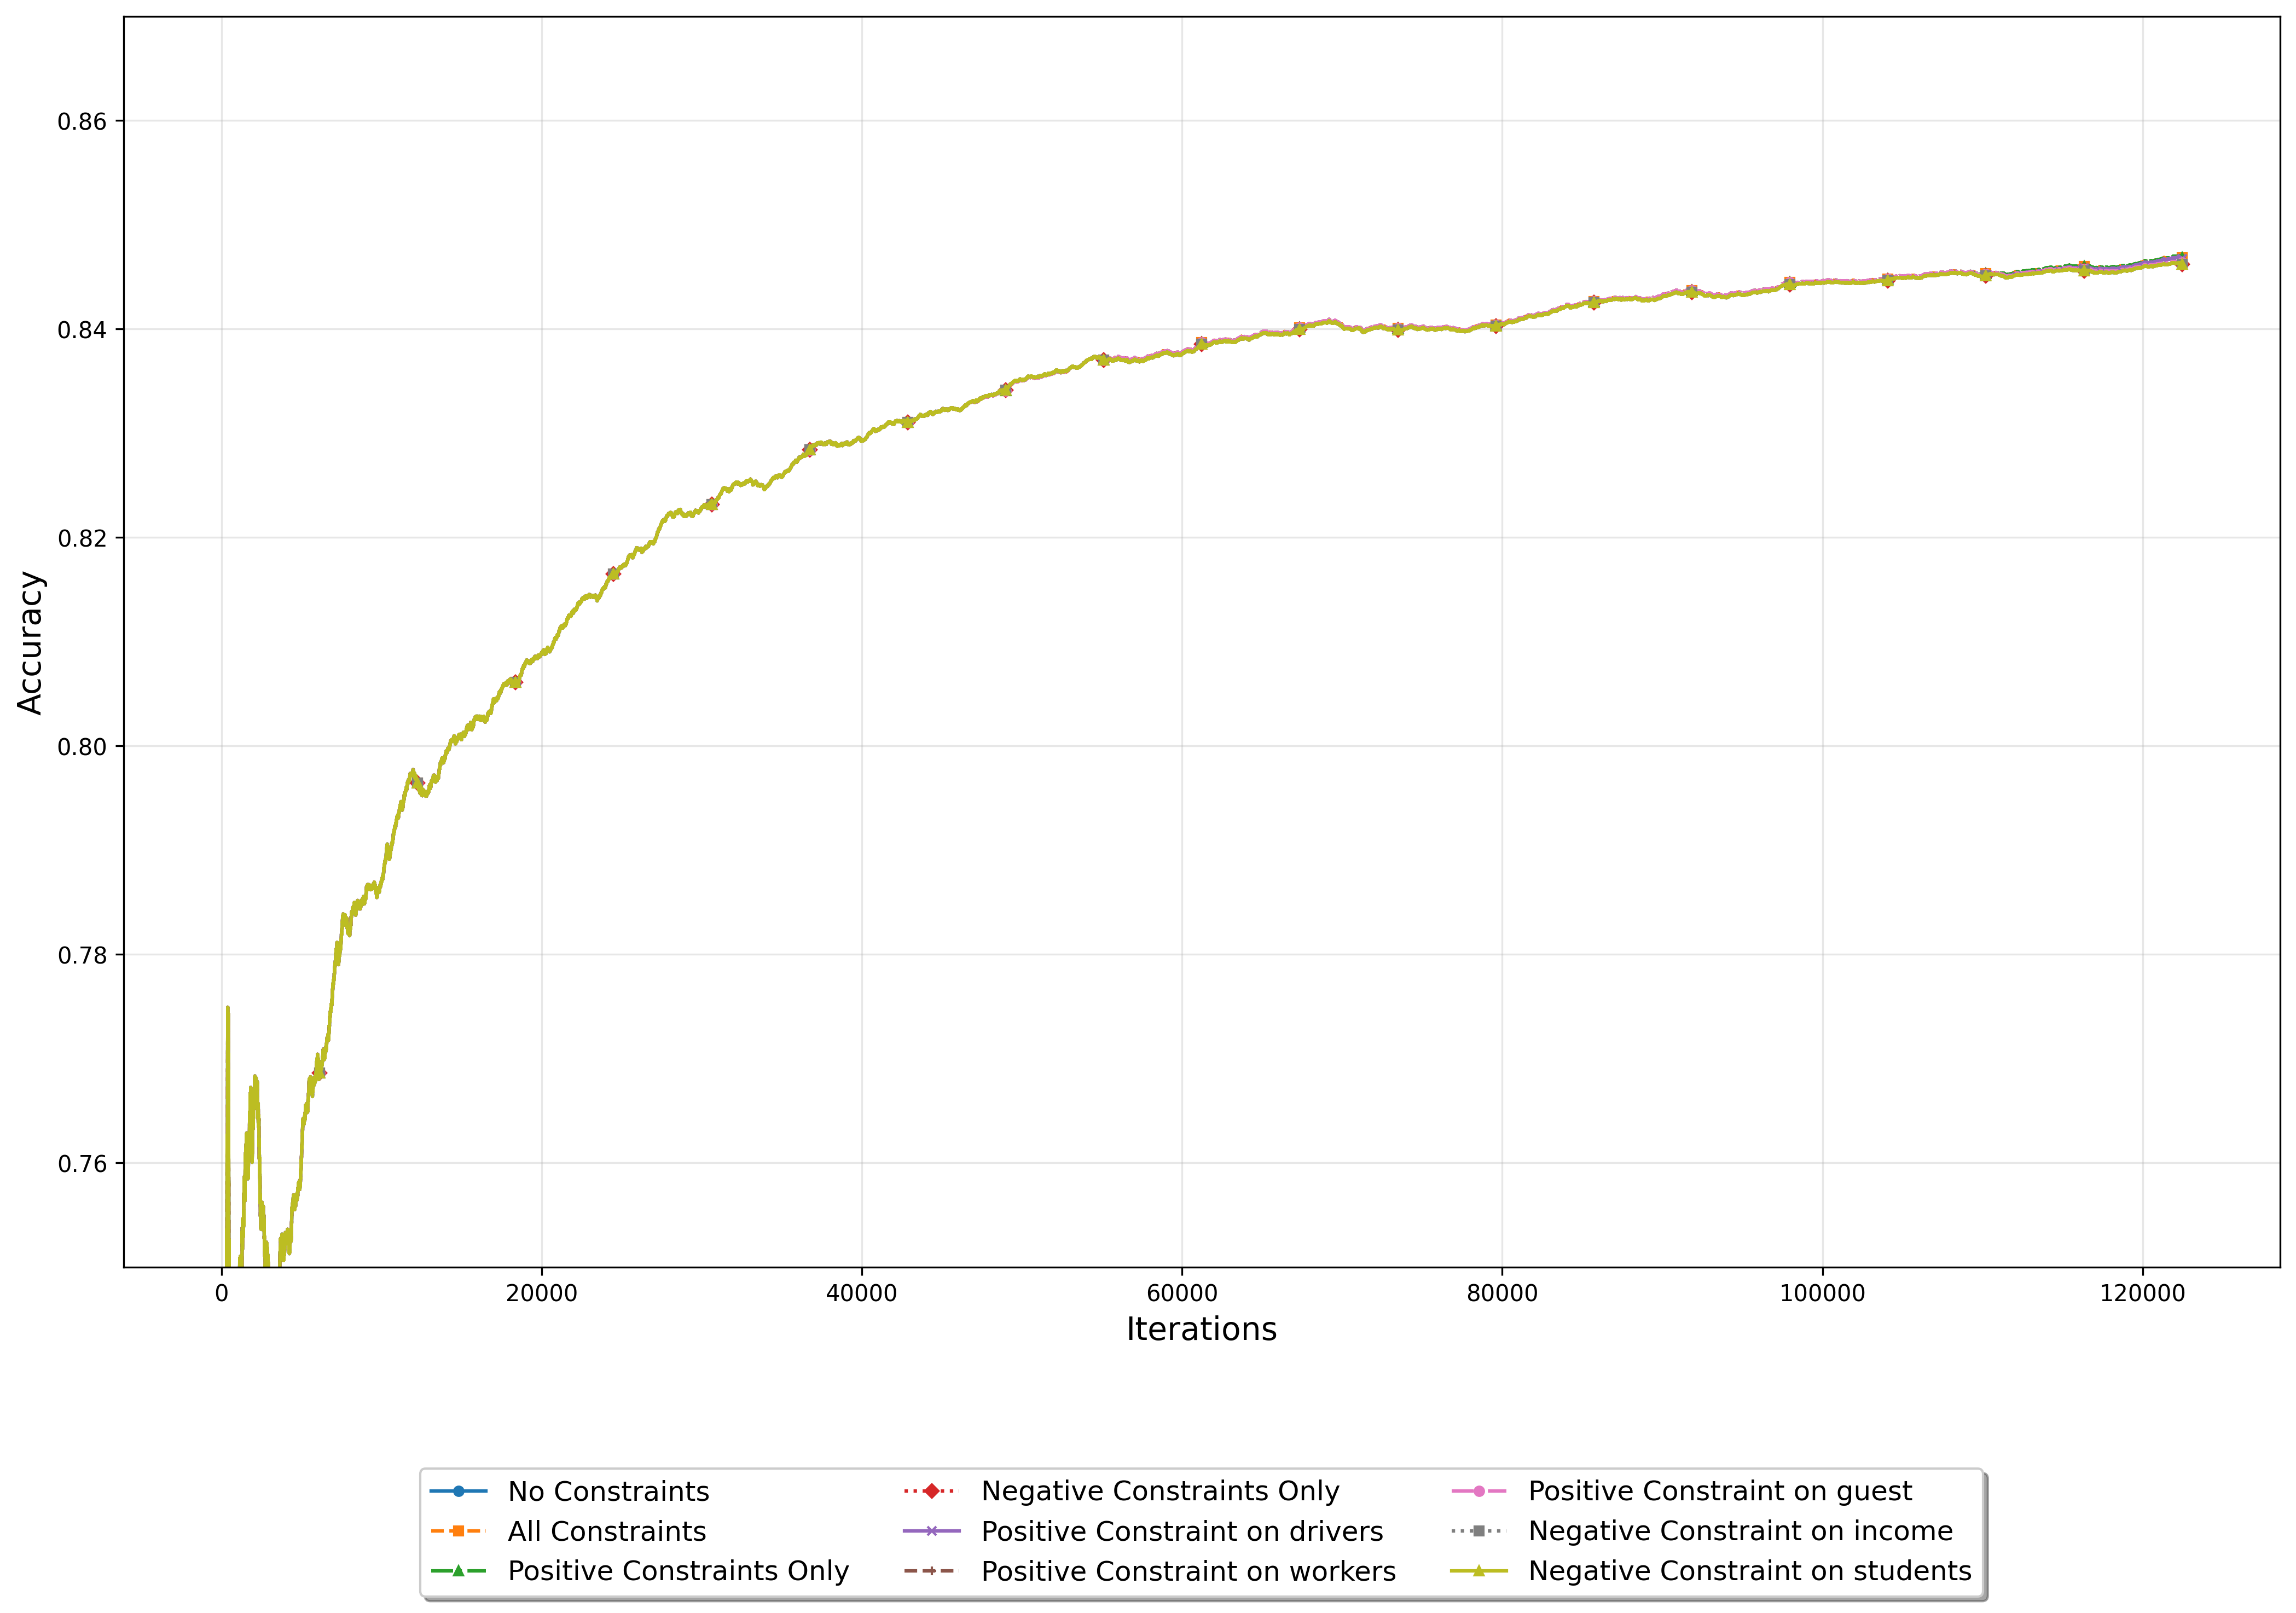 0.86
0.84
0.82
0.80
0.78
0.76
Accuracy
0 20000 40000 60000 80000 100000 120000
Iterations
No Constraints
All Constraints
Positive Constraints Only
Negative Constraints Only
Positive Constraint on drivers
Positive Constraint on workers
Positive Constraint on guest
Negative Constraint on income
Negative Constraint on students